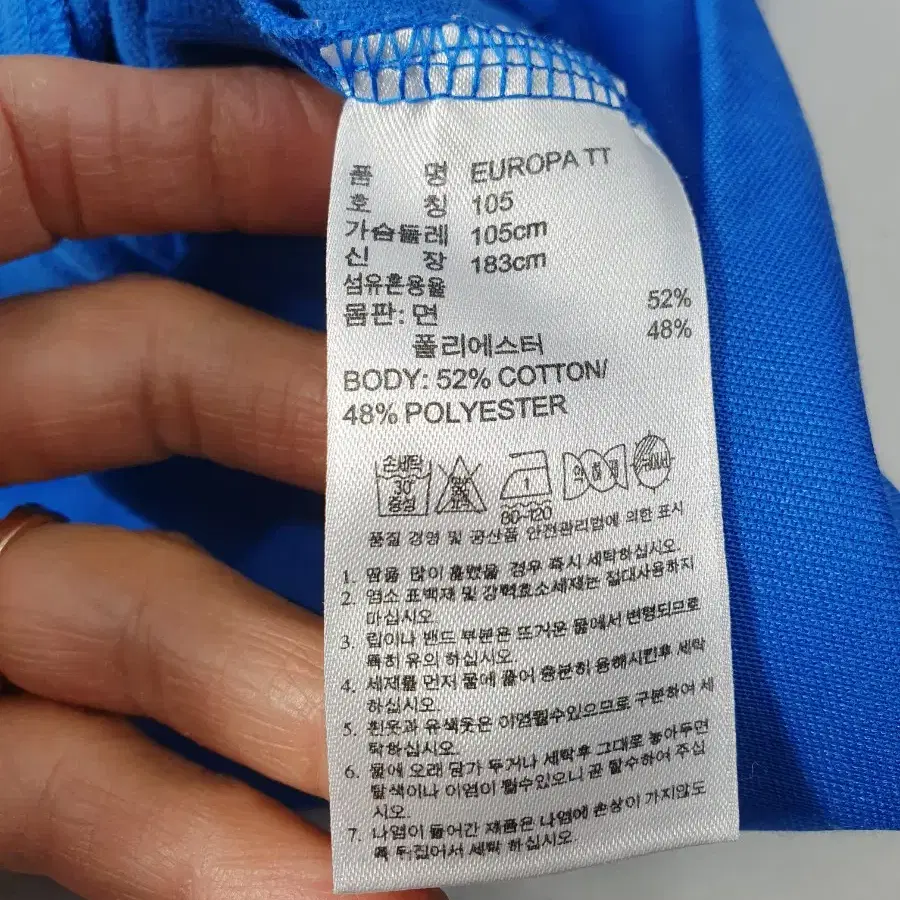 품 명 EUROPA TT
호 칭 105
가슴둘레 105cm
신 장 183cm
섬유혼용율
몸판: 면 52%
폴리에스터 48%
BODY: 52% COTTON/
48% POLYESTER
손세탁
30°
중성
1
80~120
품질 경영 및 공산품 안전관리법에 의한 표시
1. 땀을 많이 흘렸을 경우 즉시 세탁하십시오.
2. 염소 표백재 및 강력효소세재는 절대사용하지
마십시오.
3. 립이나 밴드 부분은 뜨거운 물에서 변형되므로
특히 유의 하십시오.
4. 세재를 먼저 물에 풀어 충분히 용해시킨후 세탁
하십시오.
5. 흰옷과 유색옷은 이염될수있으므로 구분하여 세
탁하십시오.
6. 물에 오래 담가 두거나 세탁후 그대로 놓아두면
탈색이나 이염이 될수있으니 곧 탈수하여 주십
시오.
7. 나염이 들어간 제품은 나염에 손상이 가지않도
록 뒤집어서 세탁 하십시오.